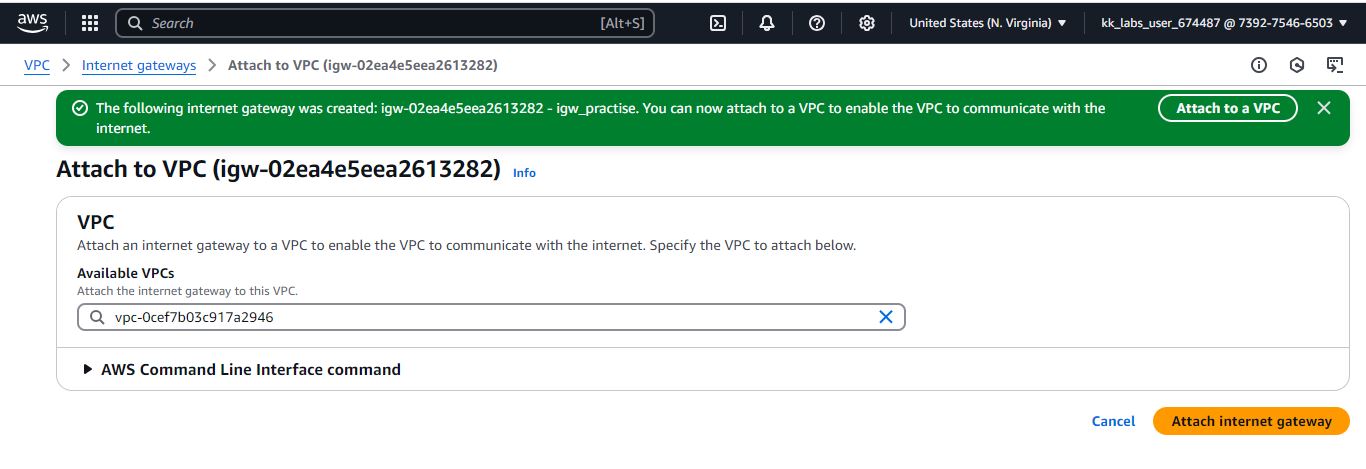 aws
Search [Alt+S]
United States (N. Virginia) kk_labs_user_674487 @ 7392-7546-6503
VPC Internet gateways Attach to VPC (igw-02ea4e5eea2613282)
The following internet gateway was created: igw-02ea4e5eea2613282 - igw_practise. You can now attach to a VPC to enable the VPC to communicate with the
internet.
Attach to a VPC
Attach to VPC (igw-02ea4e5eea2613282) Info
VPC
Attach an internet gateway to a VPC to enable the VPC to communicate with the internet. Specify the VPC to attach below.
Available VPCs
Attach the internet gateway to this VPC.
vpc-0cef7b03c917a2946
AWS Command Line Interface command
Cancel Attach internet gateway